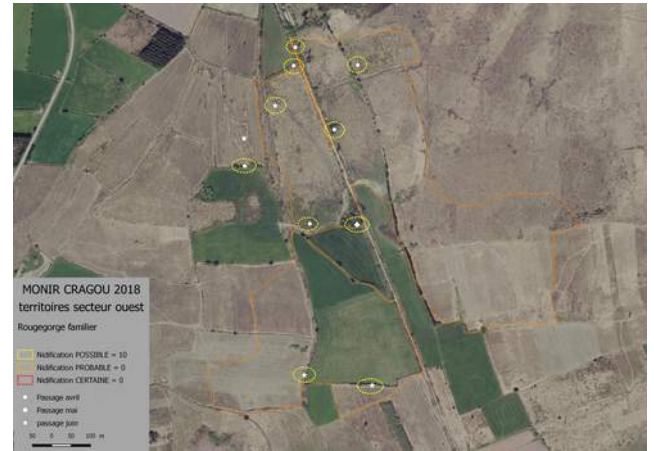 MONIR CRAGOU 2018
territoires secteur ouest
Rougegorge familier
Nidification POSSIBLE = 10
Nidification PROBABLE = 0
Nidification CERTAINE = 0
Passage avril
Passage mai
passage juin
50 0 50 100 m